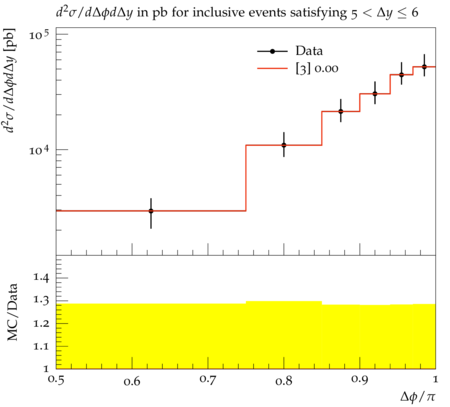 d²σ/dΔϕdΔy in pb for inclusive events satisfying 5 < Δy ≤ 6
d²σ/dΔϕdΔy [pb]
10⁵
10⁴
Data
[3] 0.00
MC/Data
1.4
1.3
1.2
1.1
1
0.5 0.6 0.7 0.8 0.9 1
Δϕ/π